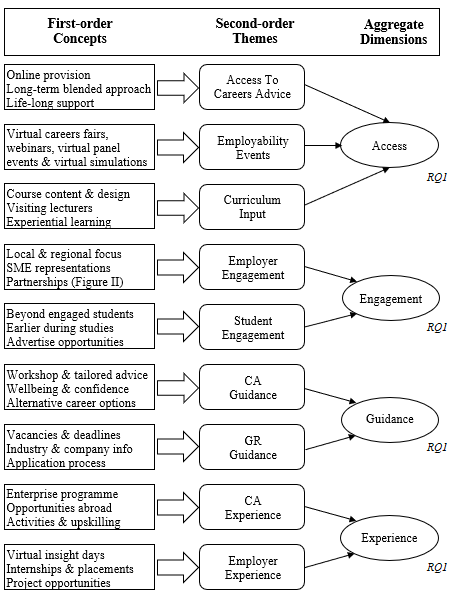 First-order
Concepts
Second-order
Themes
Aggregate
Dimensions
Online provision
Long-term blended approach
Life-long support
Access To
Careers Advice
Virtual careers fairs,
webinars, virtual panel
events & virtual simulations
Employability
Events
Access
RQ1
Course content & design
Visiting lecturers
Experiential learning
Curriculum
Input
Local & regional focus
SME representations
Partnerships (Figure II)
Employer
Engagement
Engagement
RQ1
Beyond engaged students
Earlier during studies
Advertise opportunities
Student
Engagement
Workshop & tailored advice
Wellbeing & confidence
Alternative career options
CA
Guidance
Guidance
RQ1
Vacancies & deadlines
Industry & company info
Application process
GR
Guidance
Enterprise programme
Opportunities abroad
Activities & upskilling
CA
Experience
Experience
RQ1
Virtual insight days
Internships & placements
Project opportunities
Employer
Experience